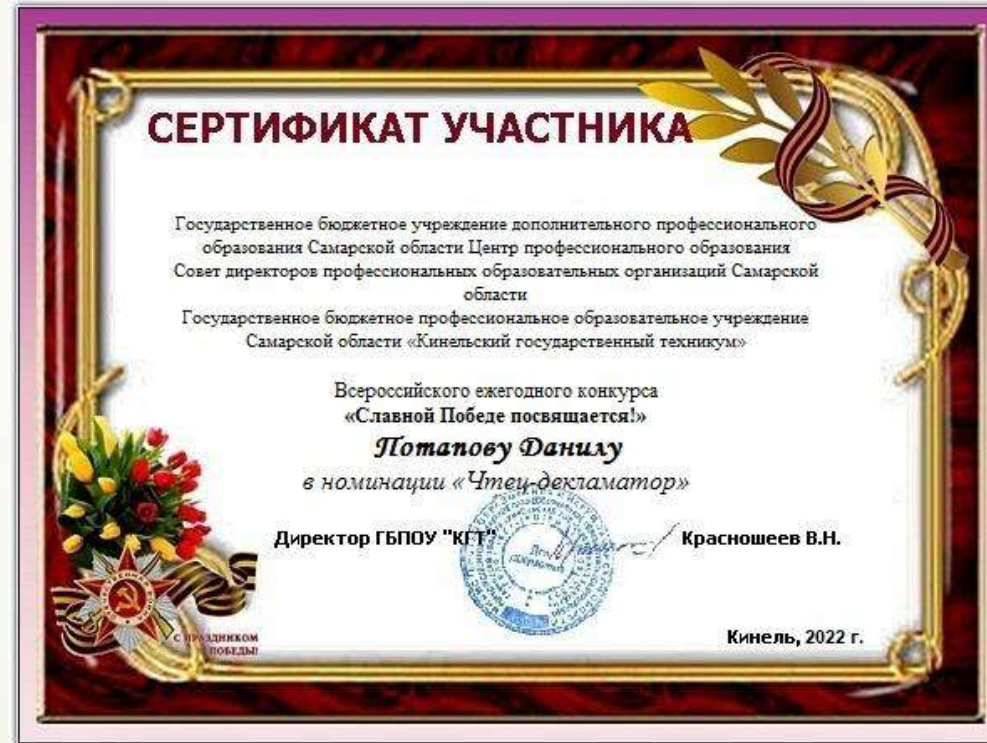 СЕРТИФИКАТ УЧАСТНИКА
Государственное бюджетное учреждение дополнительного профессионального
образования Самарской области Центр профессионального образования
Совет директоров профессиональных образовательных организаций Самарской
области
Государственное бюджетное профессиональное образовательное учреждение
Самарской области «Кинельский государственный техникум»
Всероссийского ежегодного конкурса
«Славной Победе посвящается!»
Потапову Данилу
в номинации «Чтец-декламатор»
Директор ГБПОУ "КГТ"
Красношеев В.Н.
С ПРАЗДНИКОМ
ПОБЕДЫ!
Кинель, 2022 г.